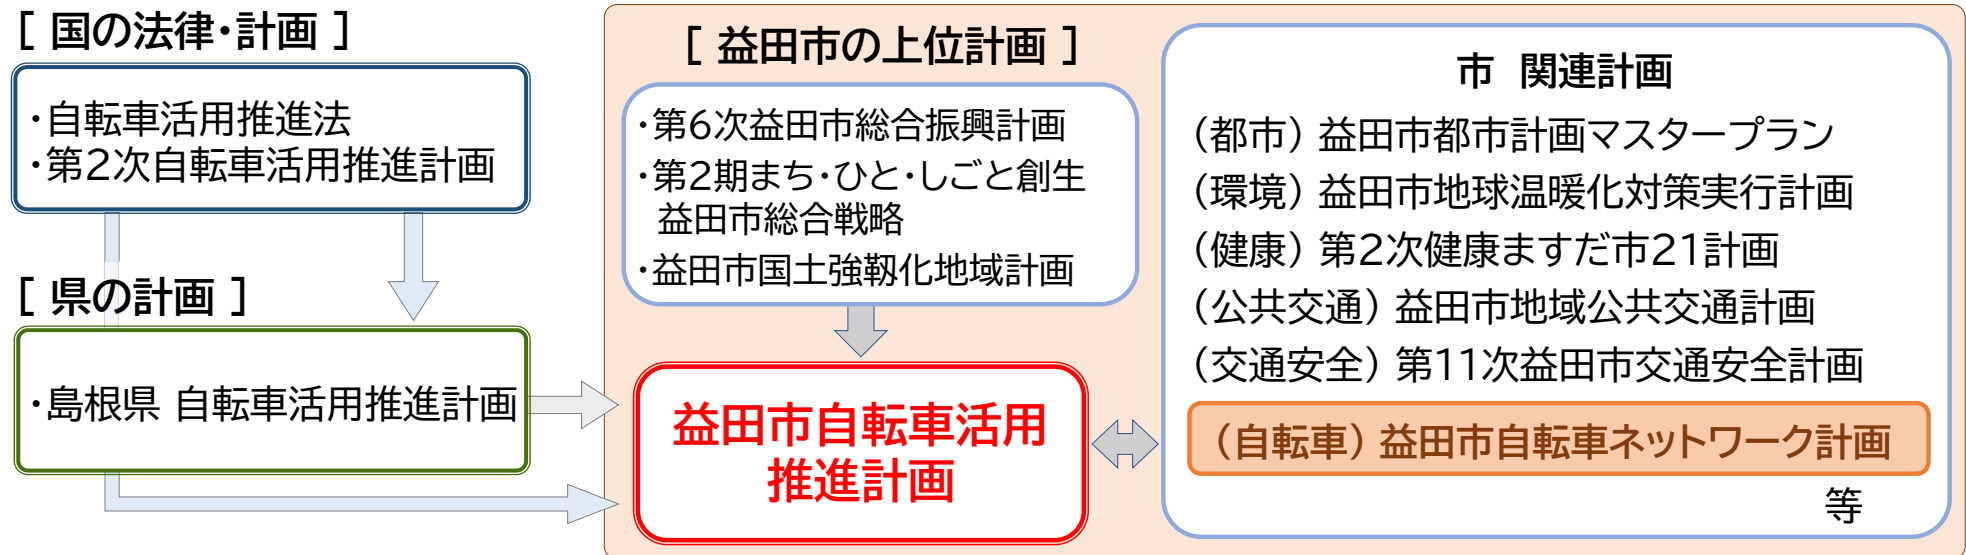 [ 国の法律・計画 ]
・自転車活用推進法
・第2次自転車活用推進計画
[ 県の計画 ]
・島根県 自転車活用推進計画
[ 益田市の上位計画 ]
・第6次益田市総合振興計画
・第2期まち・ひと・しごと創生
益田市総合戦略
・益田市国土強靱化地域計画
益田市自転車活用
推進計画
市 関連計画
(都市) 益田市都市計画マスタープラン
(環境) 益田市地球温暖化対策実行計画
(健康) 第2次健康ますだ市21計画
(公共交通) 益田市地域公共交通計画
(交通安全) 第11次益田市交通安全計画
(自転車) 益田市自転車ネットワーク計画
等